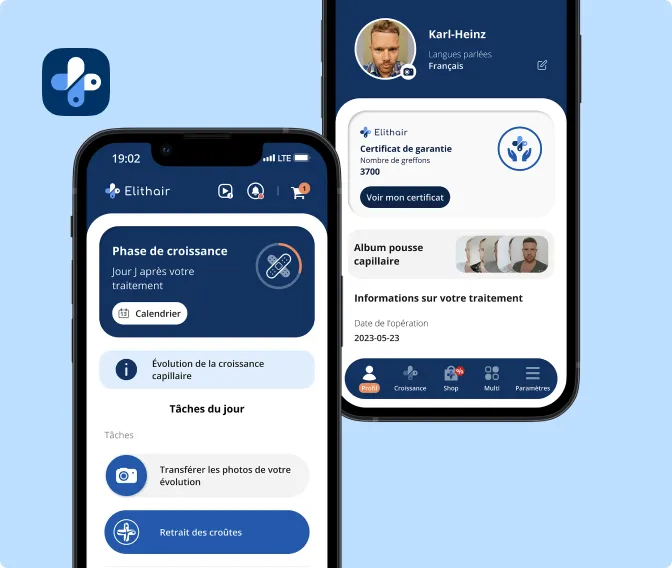 Karl-Heinz
Langues parlées
Français
Elithair
Certificat de garantie
Nombre de greffons
3700
Voir mon certificat
Album pousse
capillaire
Informations sur votre traitement
Date de l'opération
2023-05-23
Profil
Croissance
%
Shop
Multi
Paramètres
19:02
LTE
Elithair
1
Phase de croissance
Jour J après votre
traitement
12
Calendrier
Évolution de la croissance
capillaire
Tâches du jour
Tâches
Transférer les photos de votre
évolution
Retrait des croûtes